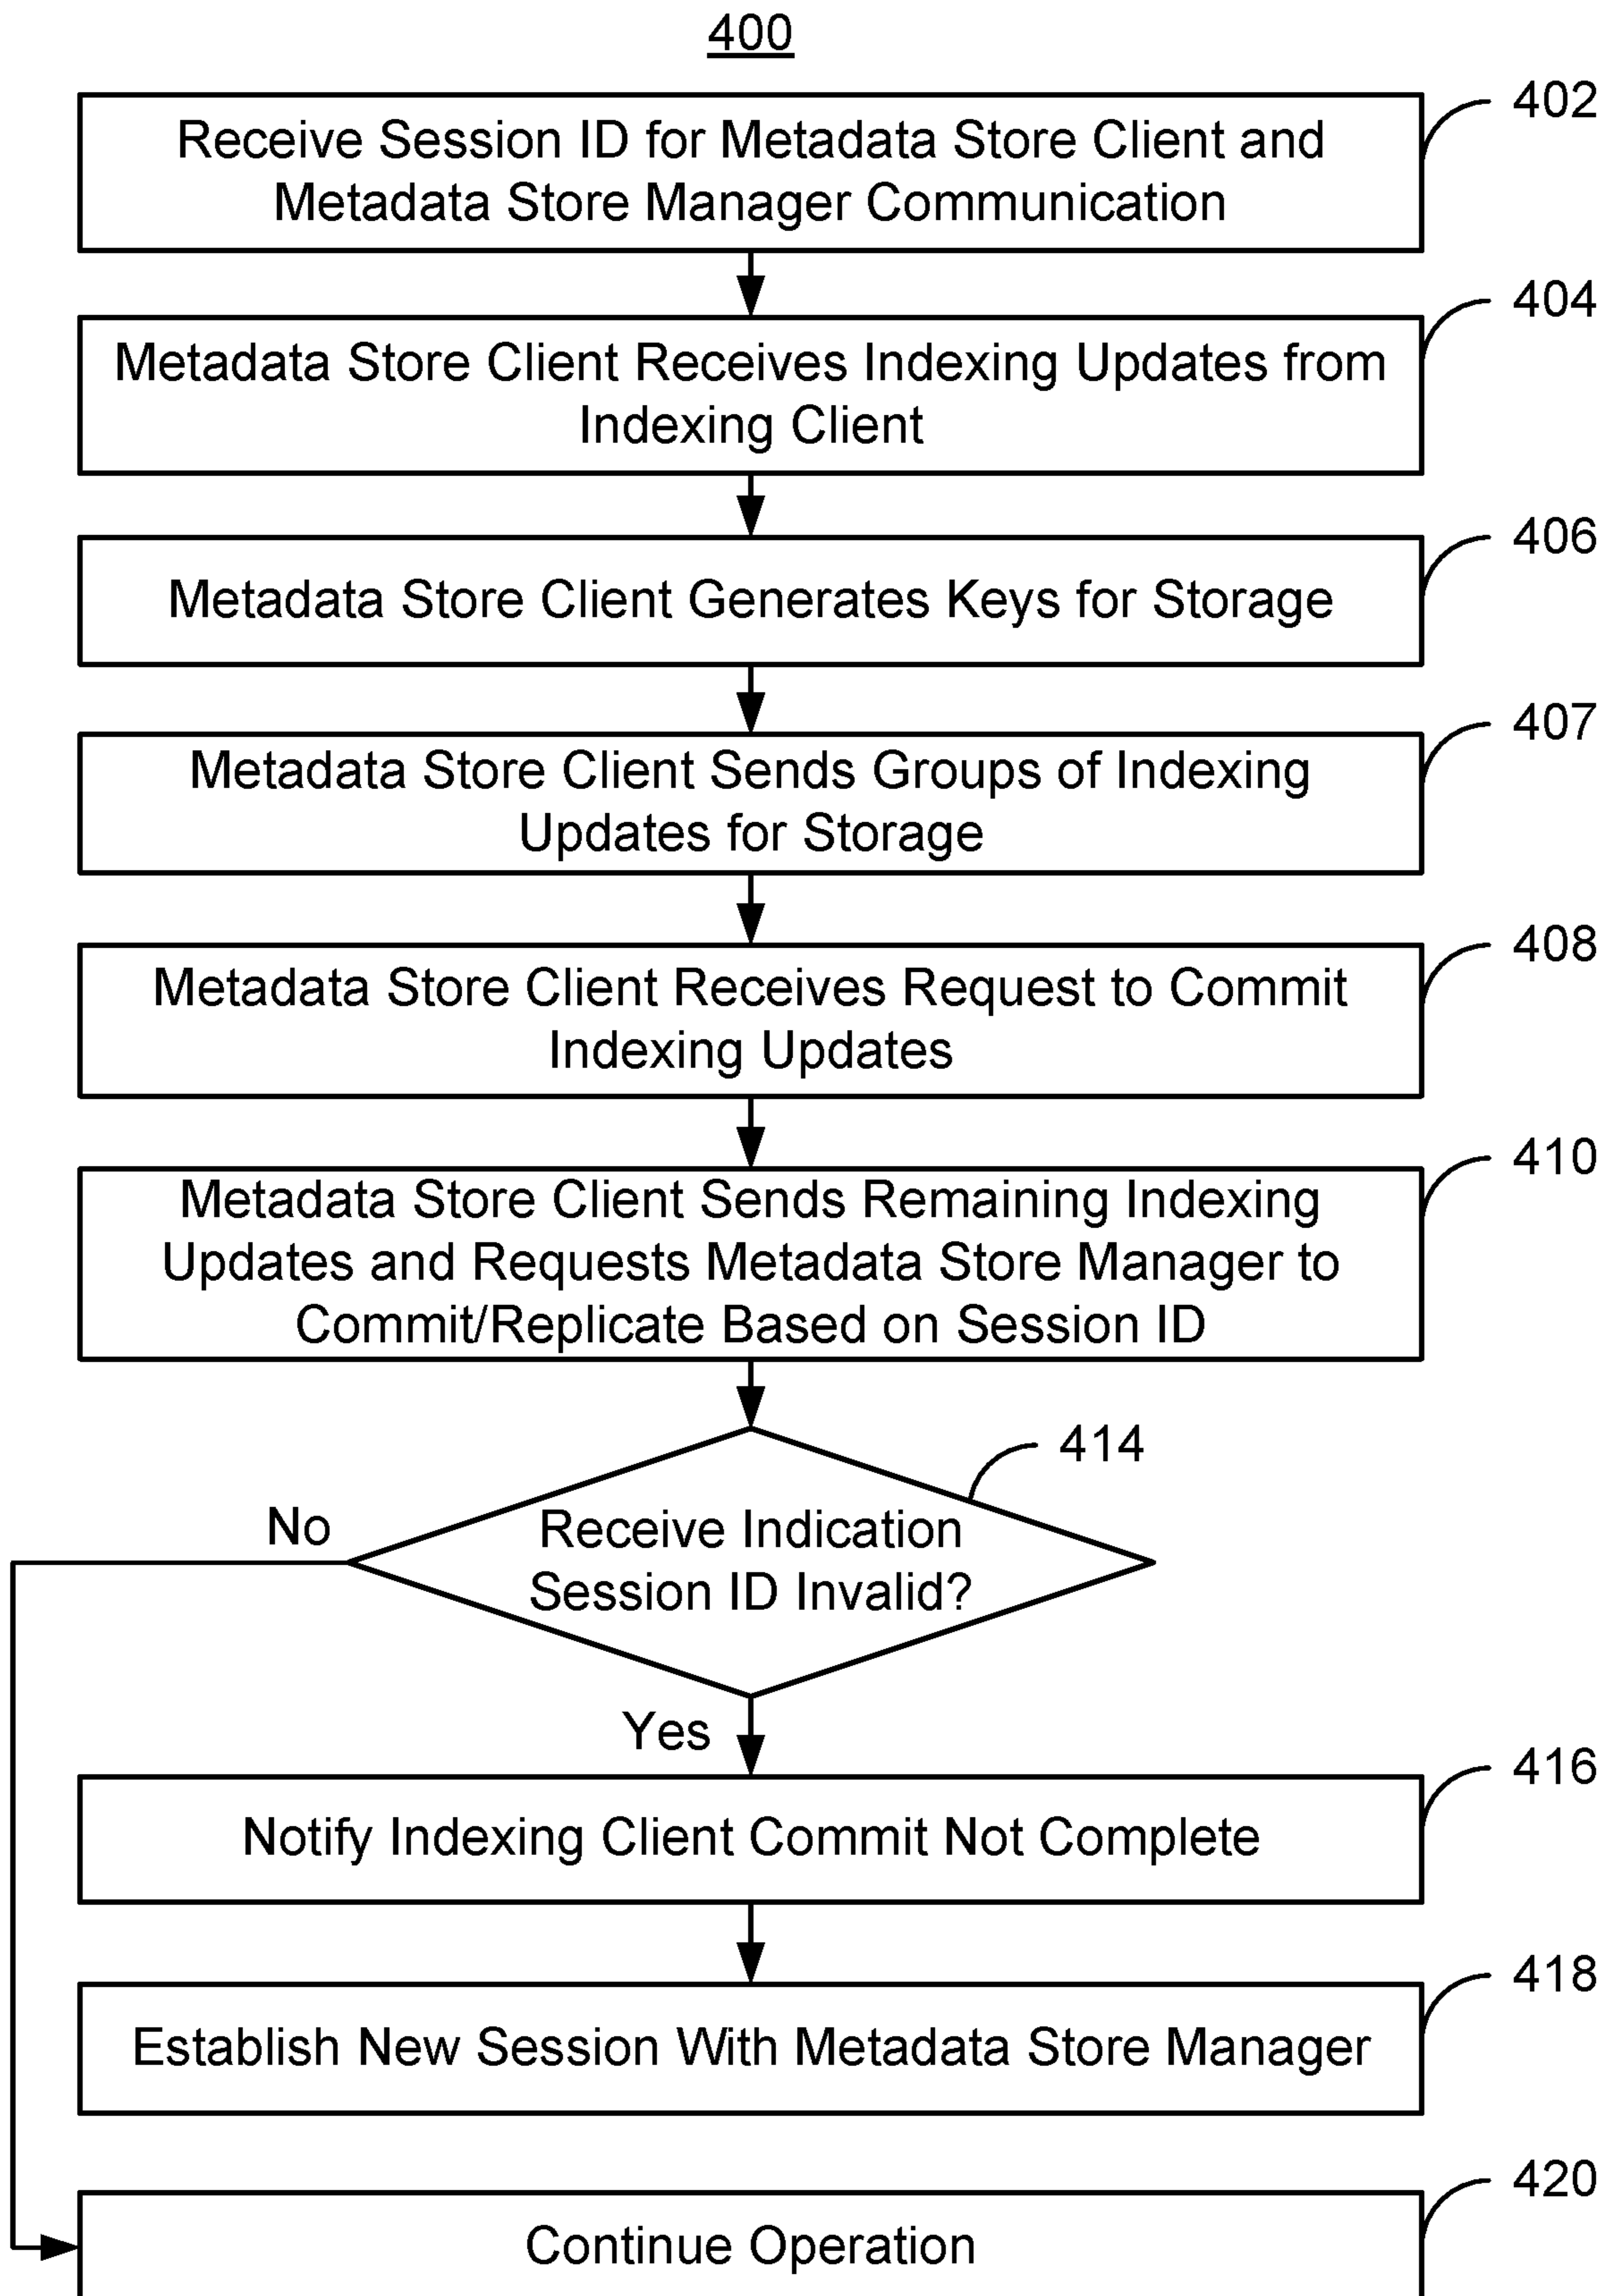 400
402
Receive Session ID for Metadata Store Client and
Metadata Store Manager Communication
404
Metadata Store Client Receives Indexing Updates from
Indexing Client
406
Metadata Store Client Generates Keys for Storage
407
Metadata Store Client Sends Groups of Indexing
Updates for Storage
408
Metadata Store Client Receives Request to Commit
Indexing Updates
410
Metadata Store Client Sends Remaining Indexing
Updates and Requests Metadata Store Manager to
Commit/Replicate Based on Session ID
414
No
Receive Indication
Session ID Invalid?
Yes
416
Notify Indexing Client Commit Not Complete
418
Establish New Session With Metadata Store Manager
420
Continue Operation